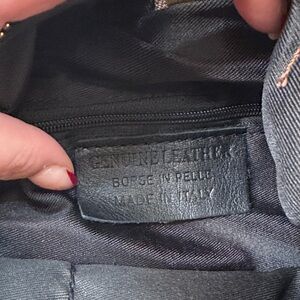 GENUINE LEATHER
BORSE IN PELLE
MADE IN ITALY